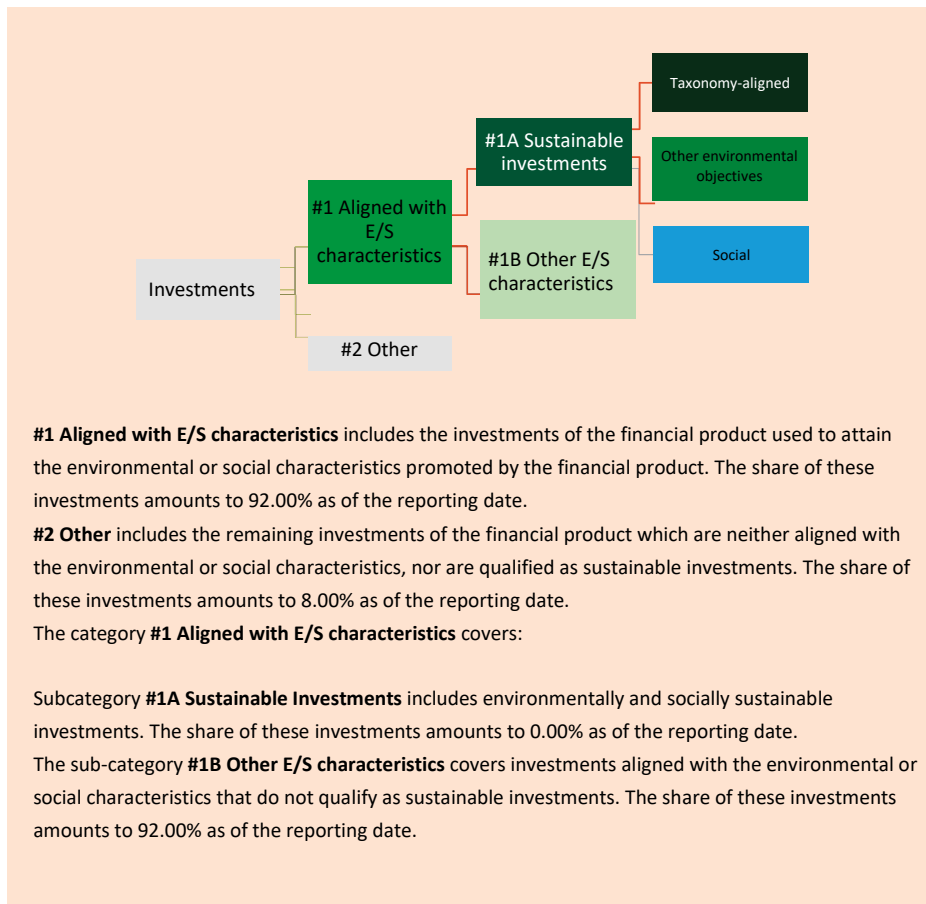 Taxonomy-aligned
#1A Sustainable
investments
Other environmental
objectives
#1 Aligned with
E/S
characteristics
#1B Other E/S
characteristics
Social
Investments
#2 Other
#1 Aligned with E/S characteristics includes the investments of the financial product used to attain
the environmental or social characteristics promoted by the financial product. The share of these
investments amounts to 92.00% as of the reporting date.
#2 Other includes the remaining investments of the financial product which are neither aligned with
the environmental or social characteristics, nor are qualified as sustainable investments. The share of
these investments amounts to 8.00% as of the reporting date.
The category #1 Aligned with E/S characteristics covers:
Subcategory #1A Sustainable Investments includes environmentally and socially sustainable
investments. The share of these investments amounts to 0.00% as of the reporting date.
The sub-category #1B Other E/S characteristics covers investments aligned with the environmental or
social characteristics that do not qualify as sustainable investments. The share of these investments
amounts to 92.00% as of the reporting date.